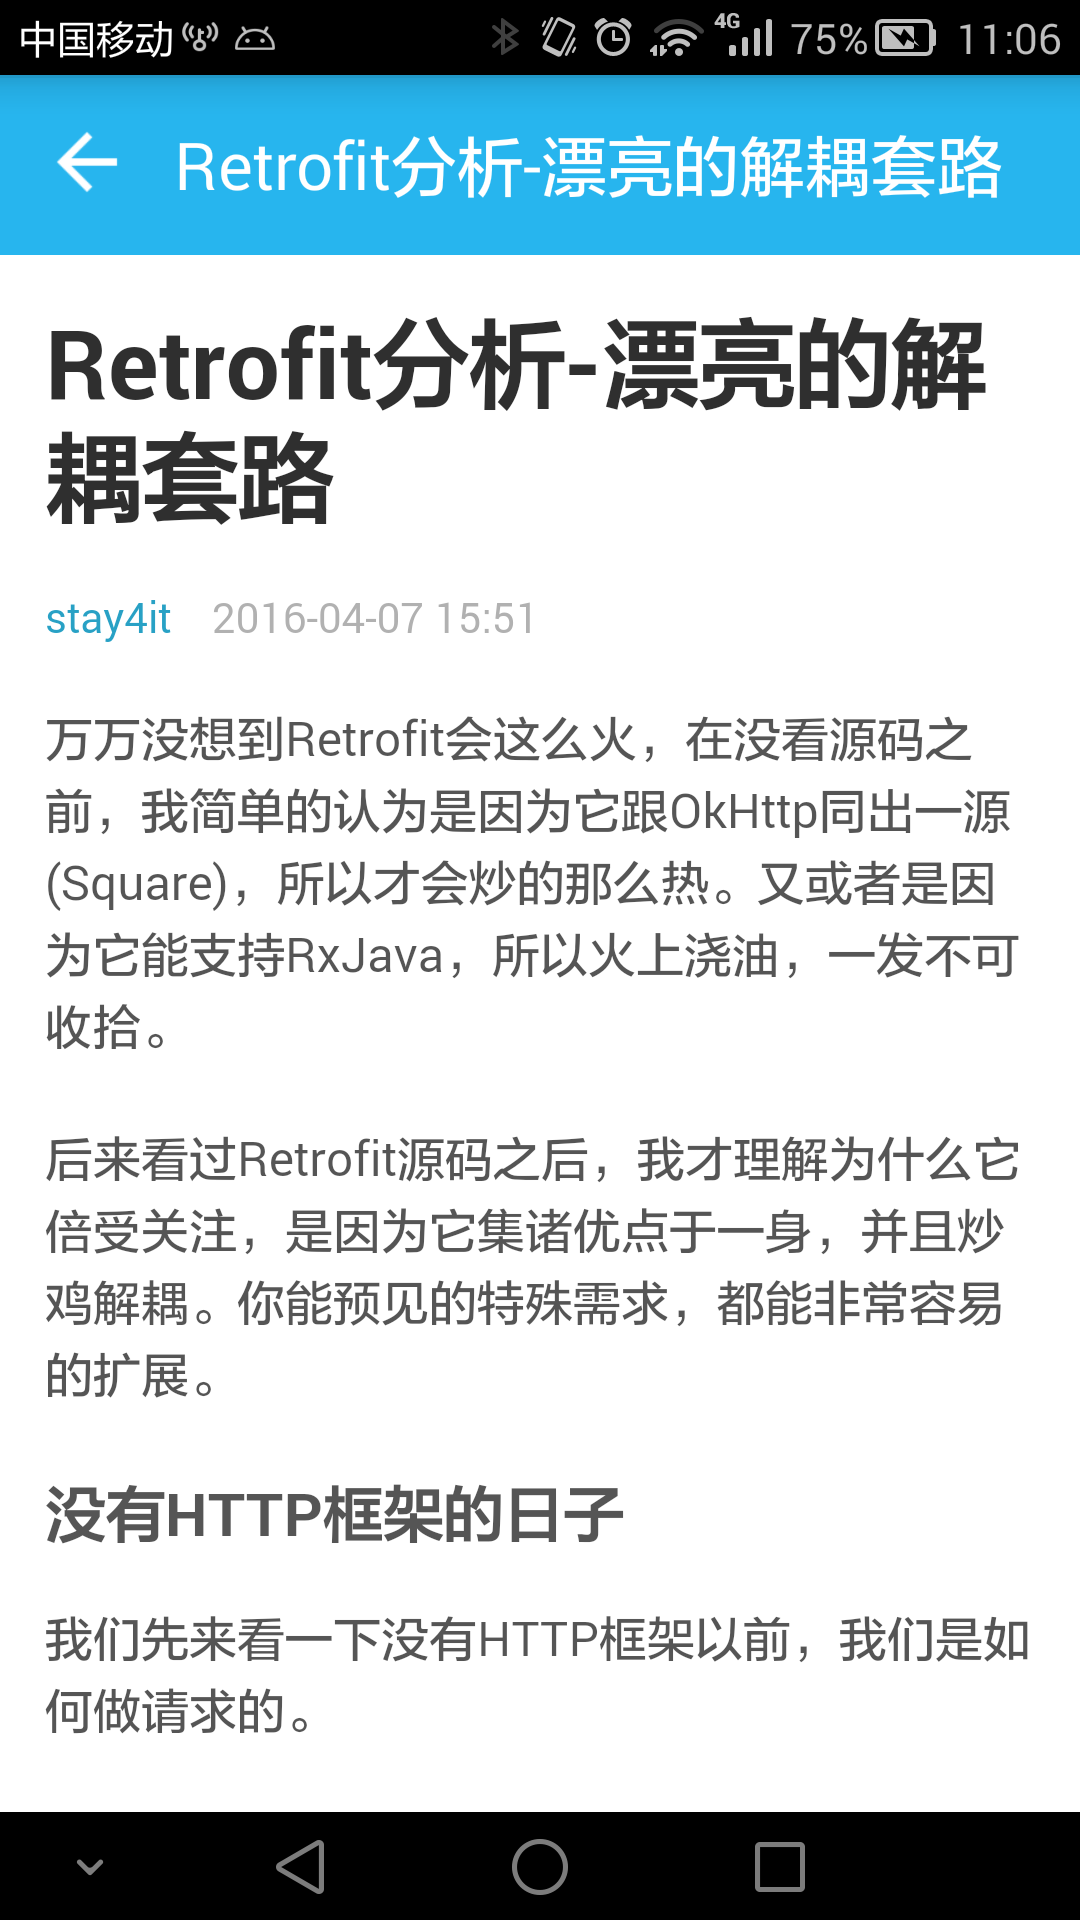 中国移动 4G 75% 11:06
Retrofit分析-漂亮的解耦套路
Retrofit分析-漂亮的解
耦套路
stay4it 2016-04-07 15:51
万万没想到Retrofit会这么火，在没看源码之
前，我简单的认为是因为它跟OkHttp同出一源
(Square)，所以才会炒的那么热。又或者是因
为它能支持RxJava，所以火上浇油，一发不可
收拾。
后来看过Retrofit源码之后，我才理解为什么它
倍受关注，是因为它集诸优点于一身，并且炒
鸡解耦。你能预见的特殊需求，都能非常容易
的扩展。
没有HTTP框架的日子
我们先来看一下没有HTTP框架以前，我们是如
何做请求的。